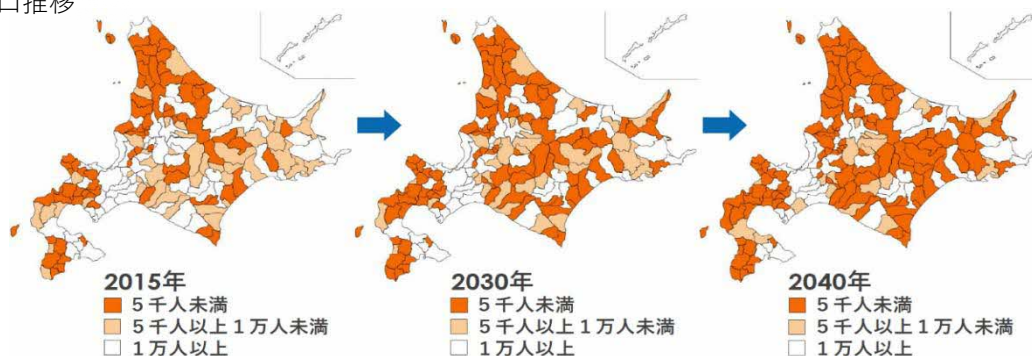 口推移
2015年
５千人未満
５千人以上１万人未満
１万人以上
2030年
５千人未満
５千人以上１万人未満
１万人以上
2040年
５千人未満
５千人以上１万人未満
１万人以上